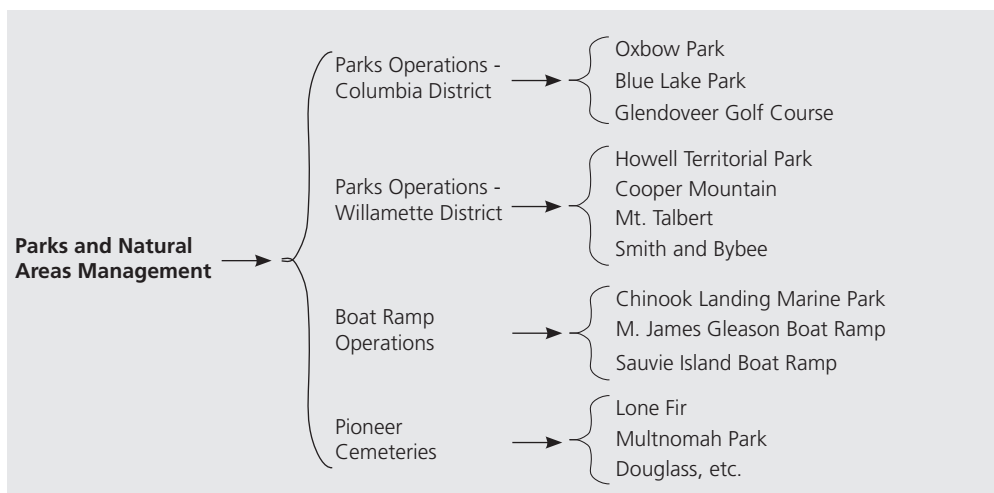 Parks and Natural
Areas Management
Parks Operations -
Columbia District
Oxbow Park
Blue Lake Park
Glendoveer Golf Course
Parks Operations -
Willamette District
Howell Territorial Park
Cooper Mountain
Mt. Talbert
Smith and Bybee
Boat Ramp
Operations
Chinook Landing Marine Park
M. James Gleason Boat Ramp
Sauvie Island Boat Ramp
Pioneer
Cemeteries
Lone Fir
Multnomah Park
Douglass, etc.